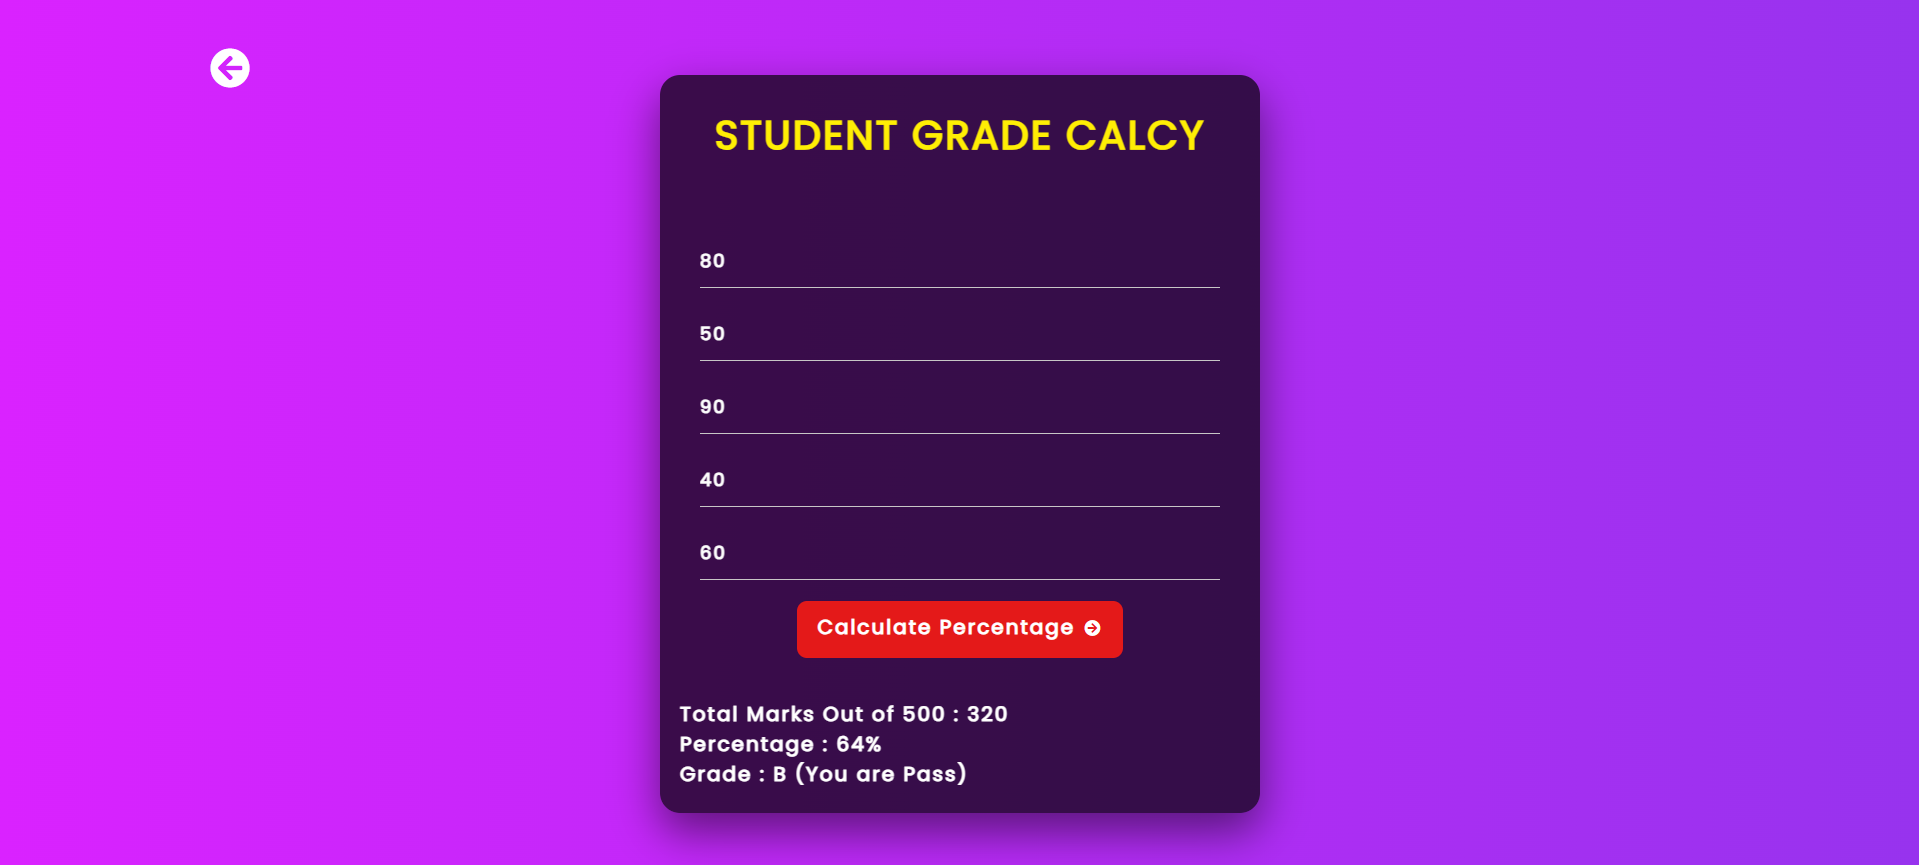 STUDENT GRADE CALCY
80
50
90
40
60
Calculate Percentage
Total Marks Out of 500 : 320
Percentage : 64%
Grade : B (You are Pass)